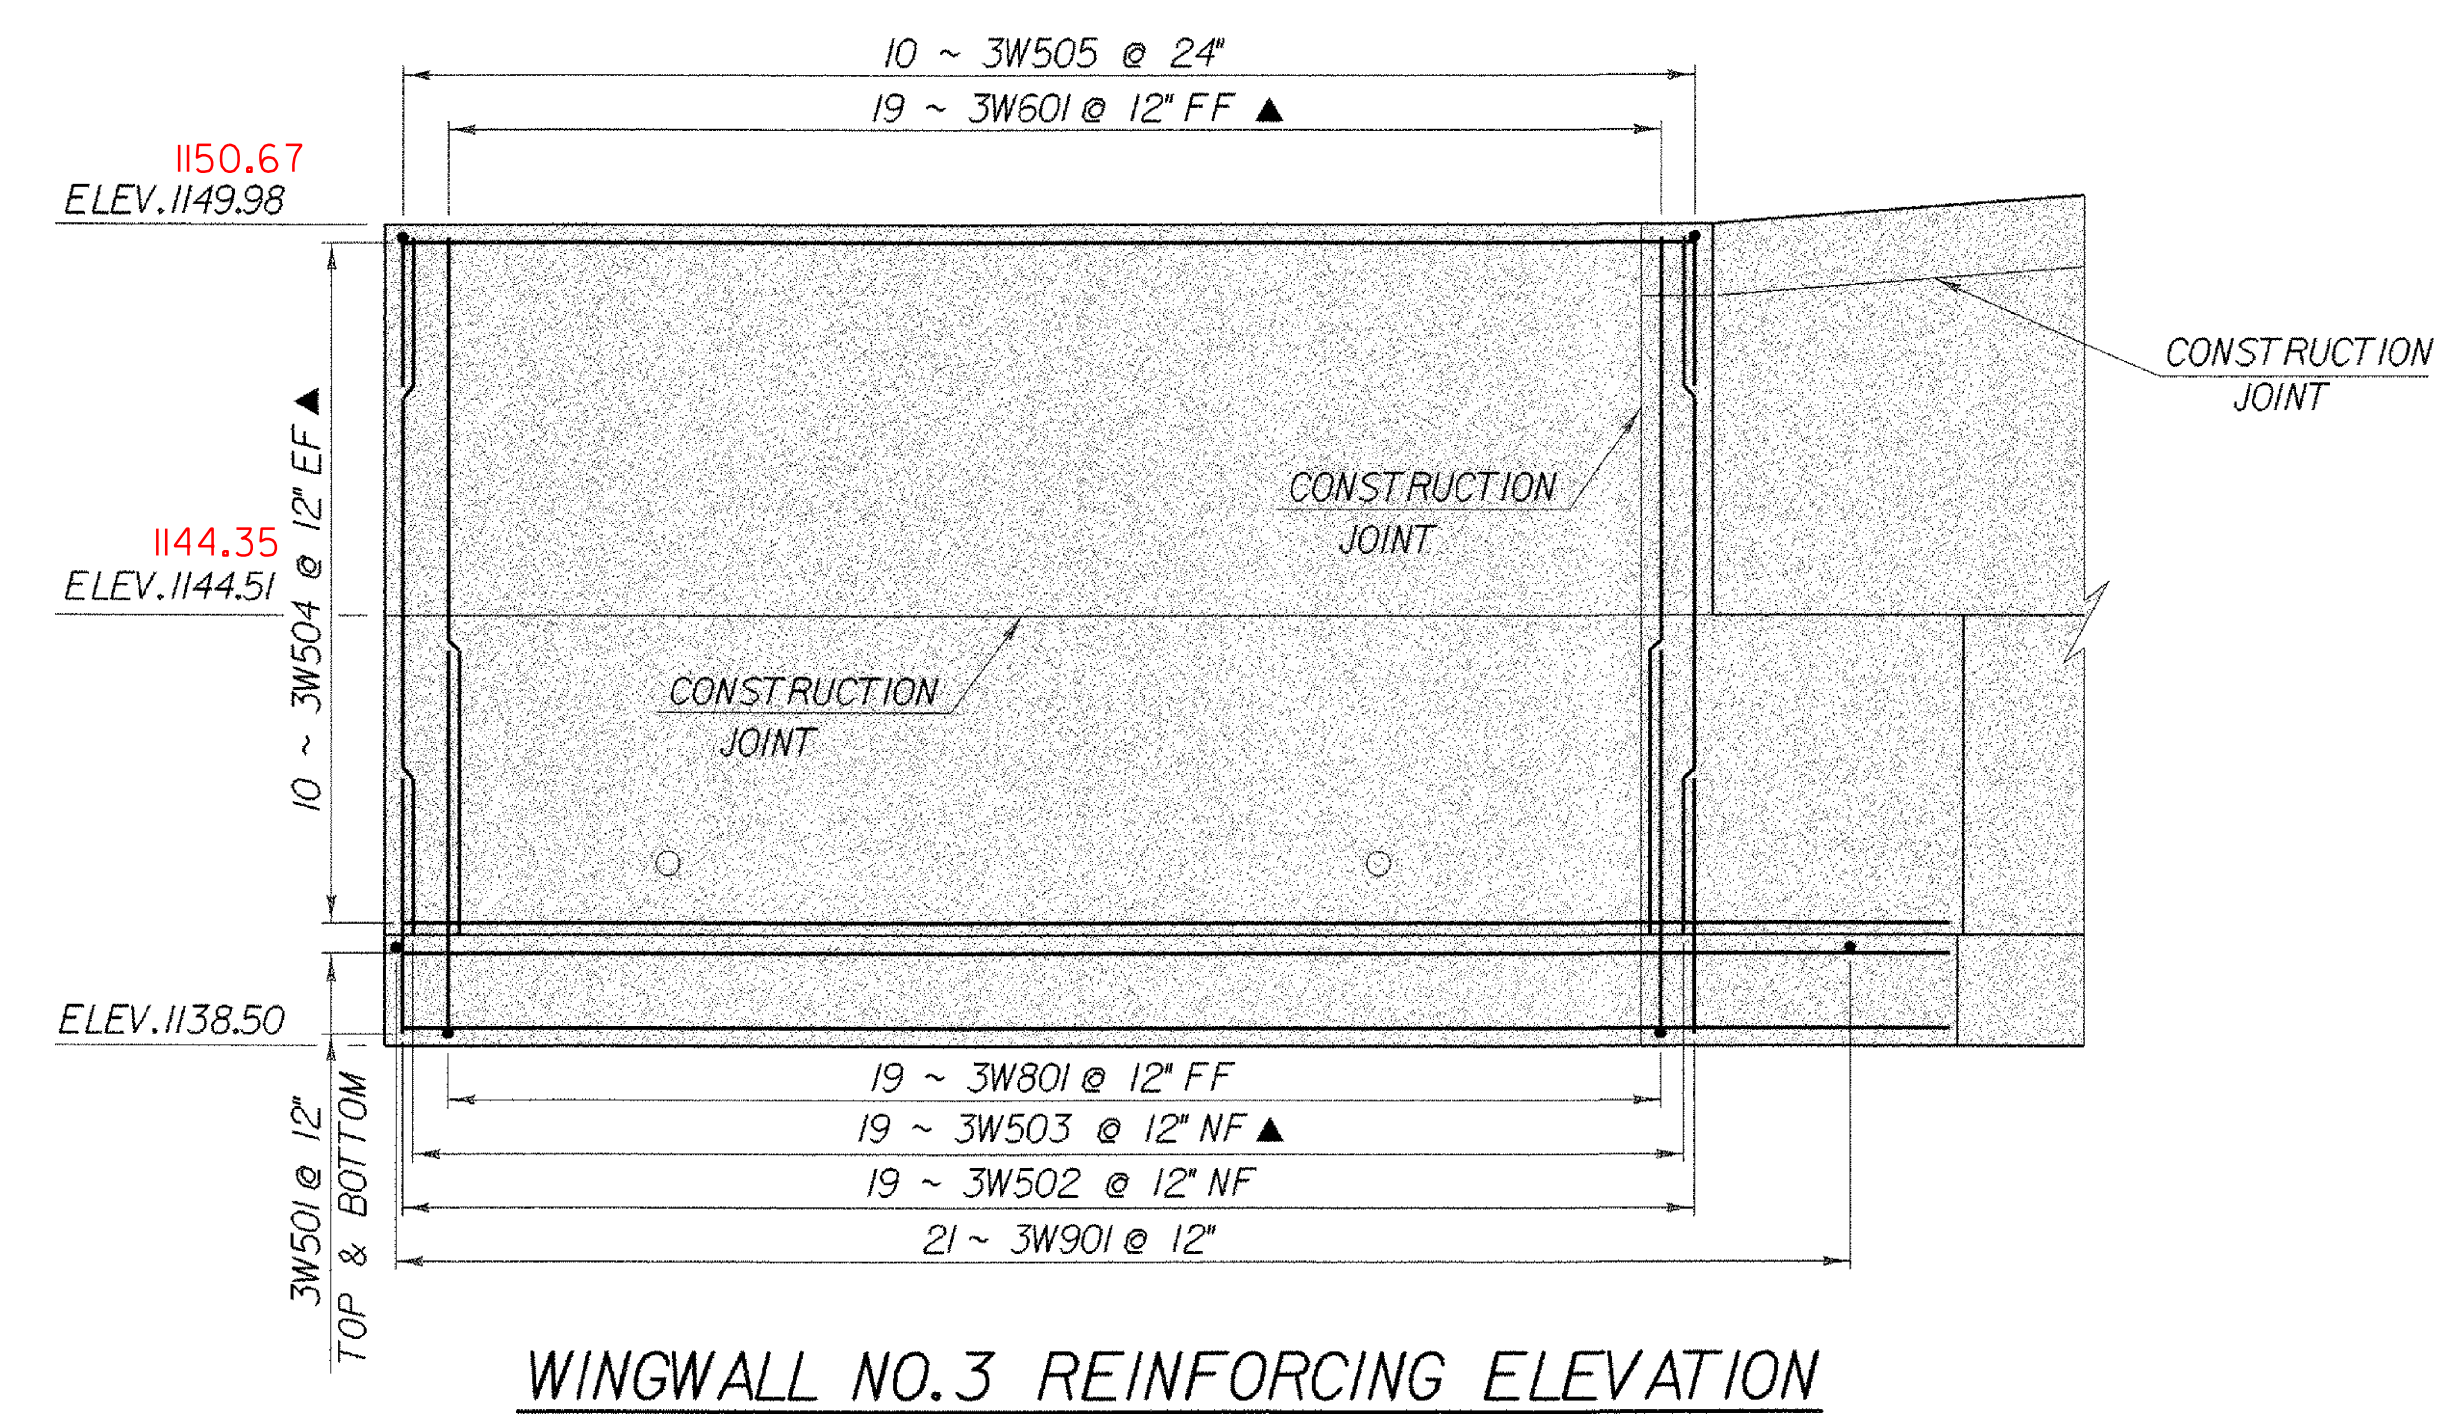 10 ~ 3W505 @ 24"
19 ~ 3W601 @ 12" FF ▲
1150.67
ELEV. 1149.98
10 ~ 3W504 @ 12" EF ▲
CONSTRUCTION
JOINT
CONSTRUCTION
JOINT
1144.35
ELEV. 1144.51
CONSTRUCTION
JOINT
ELEV. 1138.50
3W501 @ 12"
TOP & BOTTOM
19 ~ 3W801 @ 12" FF
19 ~ 3W503 @ 12" NF ▲
19 ~ 3W502 @ 12" NF
21 ~ 3W901 @ 12"
WINGWALL NO. 3 REINFORCING ELEVATION